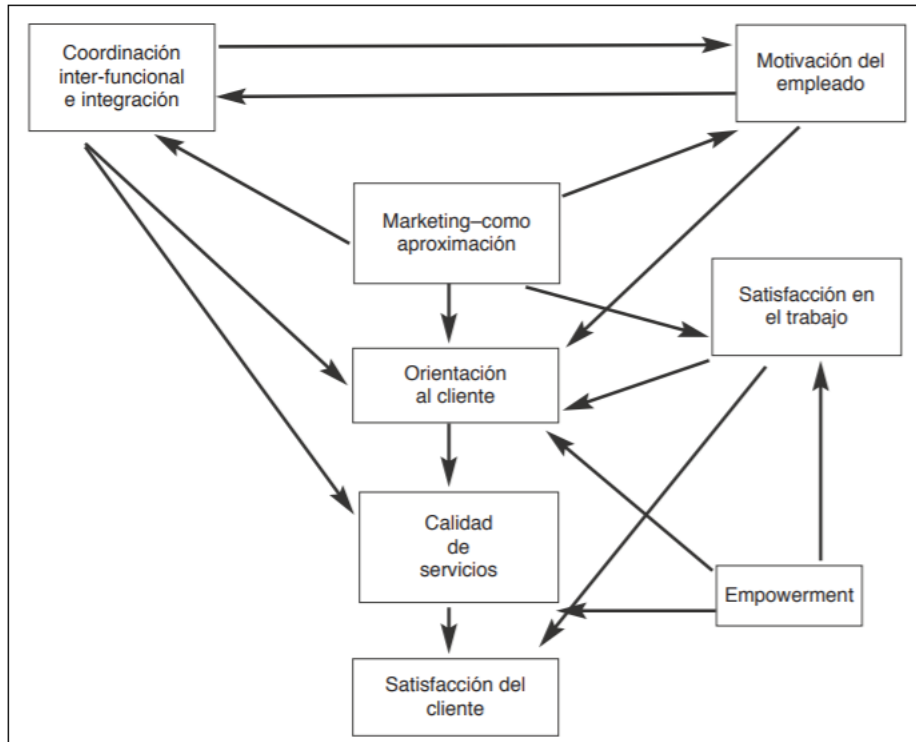 Coordinación
inter-funcional
e integración
Motivación del
empleado
Marketing–como
aproximación
Satisfacción en
el trabajo
Orientación
al cliente
Calidad
de
servicios
Empowerment
Satisfacción del
cliente